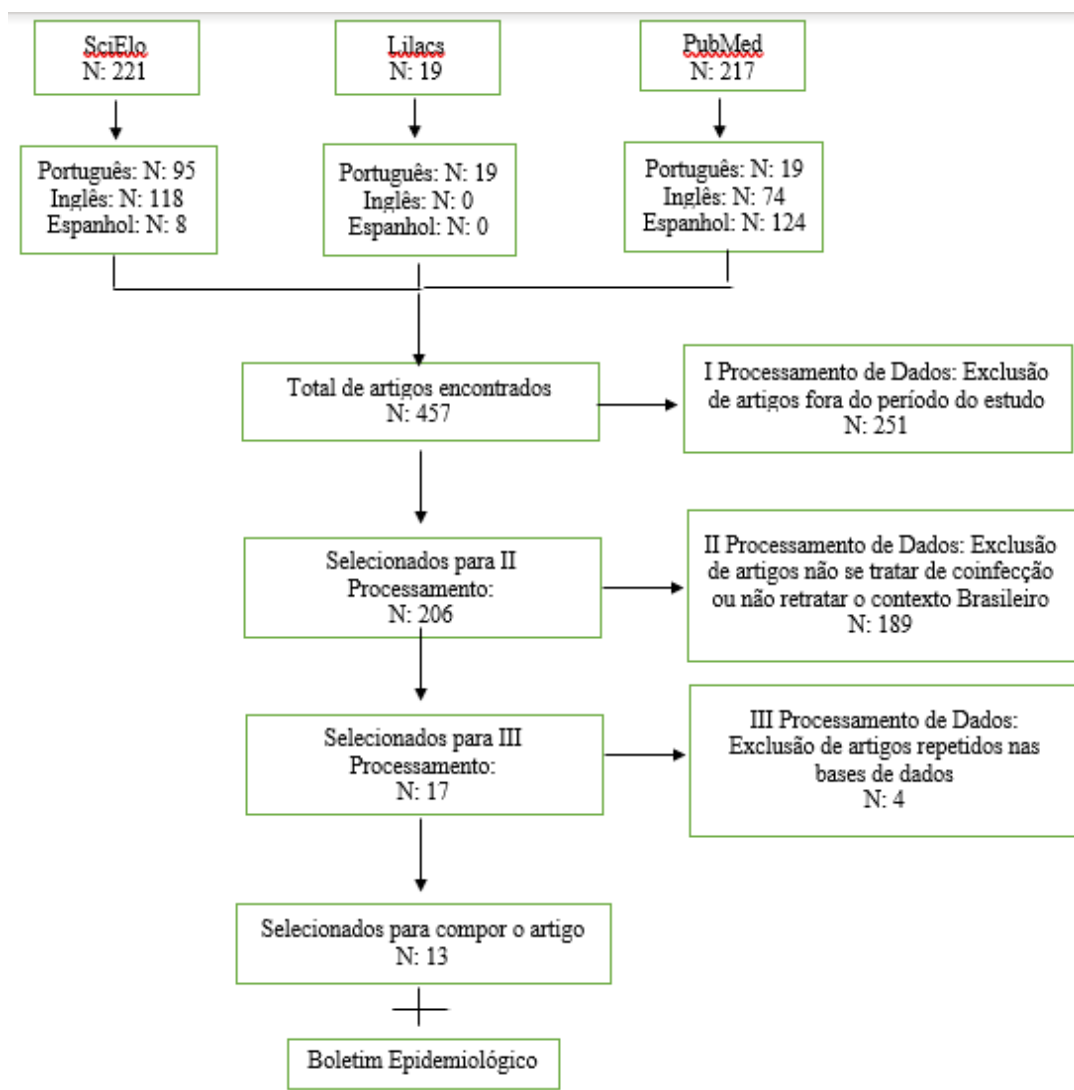 SciElo
N: 221
Lilacs
N: 19
PubMed
N: 217
Português: N: 95
Inglês: N: 118
Espanhol: N: 8
Português: N: 19
Inglês: N: 0
Espanhol: N: 0
Português: N: 19
Inglês: N: 74
Espanhol: N: 124
Total de artigos encontrados
N: 457
I Processamento de Dados: Exclusão
de artigos fora do período do estudo
N: 251
Selecionados para II
Processamento:
N: 206
II Processamento de Dados: Exclusão
de artigos não se tratar de coinfecção
ou não retratar o contexto Brasileiro
N: 189
Selecionados para III
Processamento:
N: 17
III Processamento de Dados:
Exclusão de artigos repetidos nas
bases de dados
N: 4
Selecionados para compor o artigo
N: 13
Boletim Epidemiológico